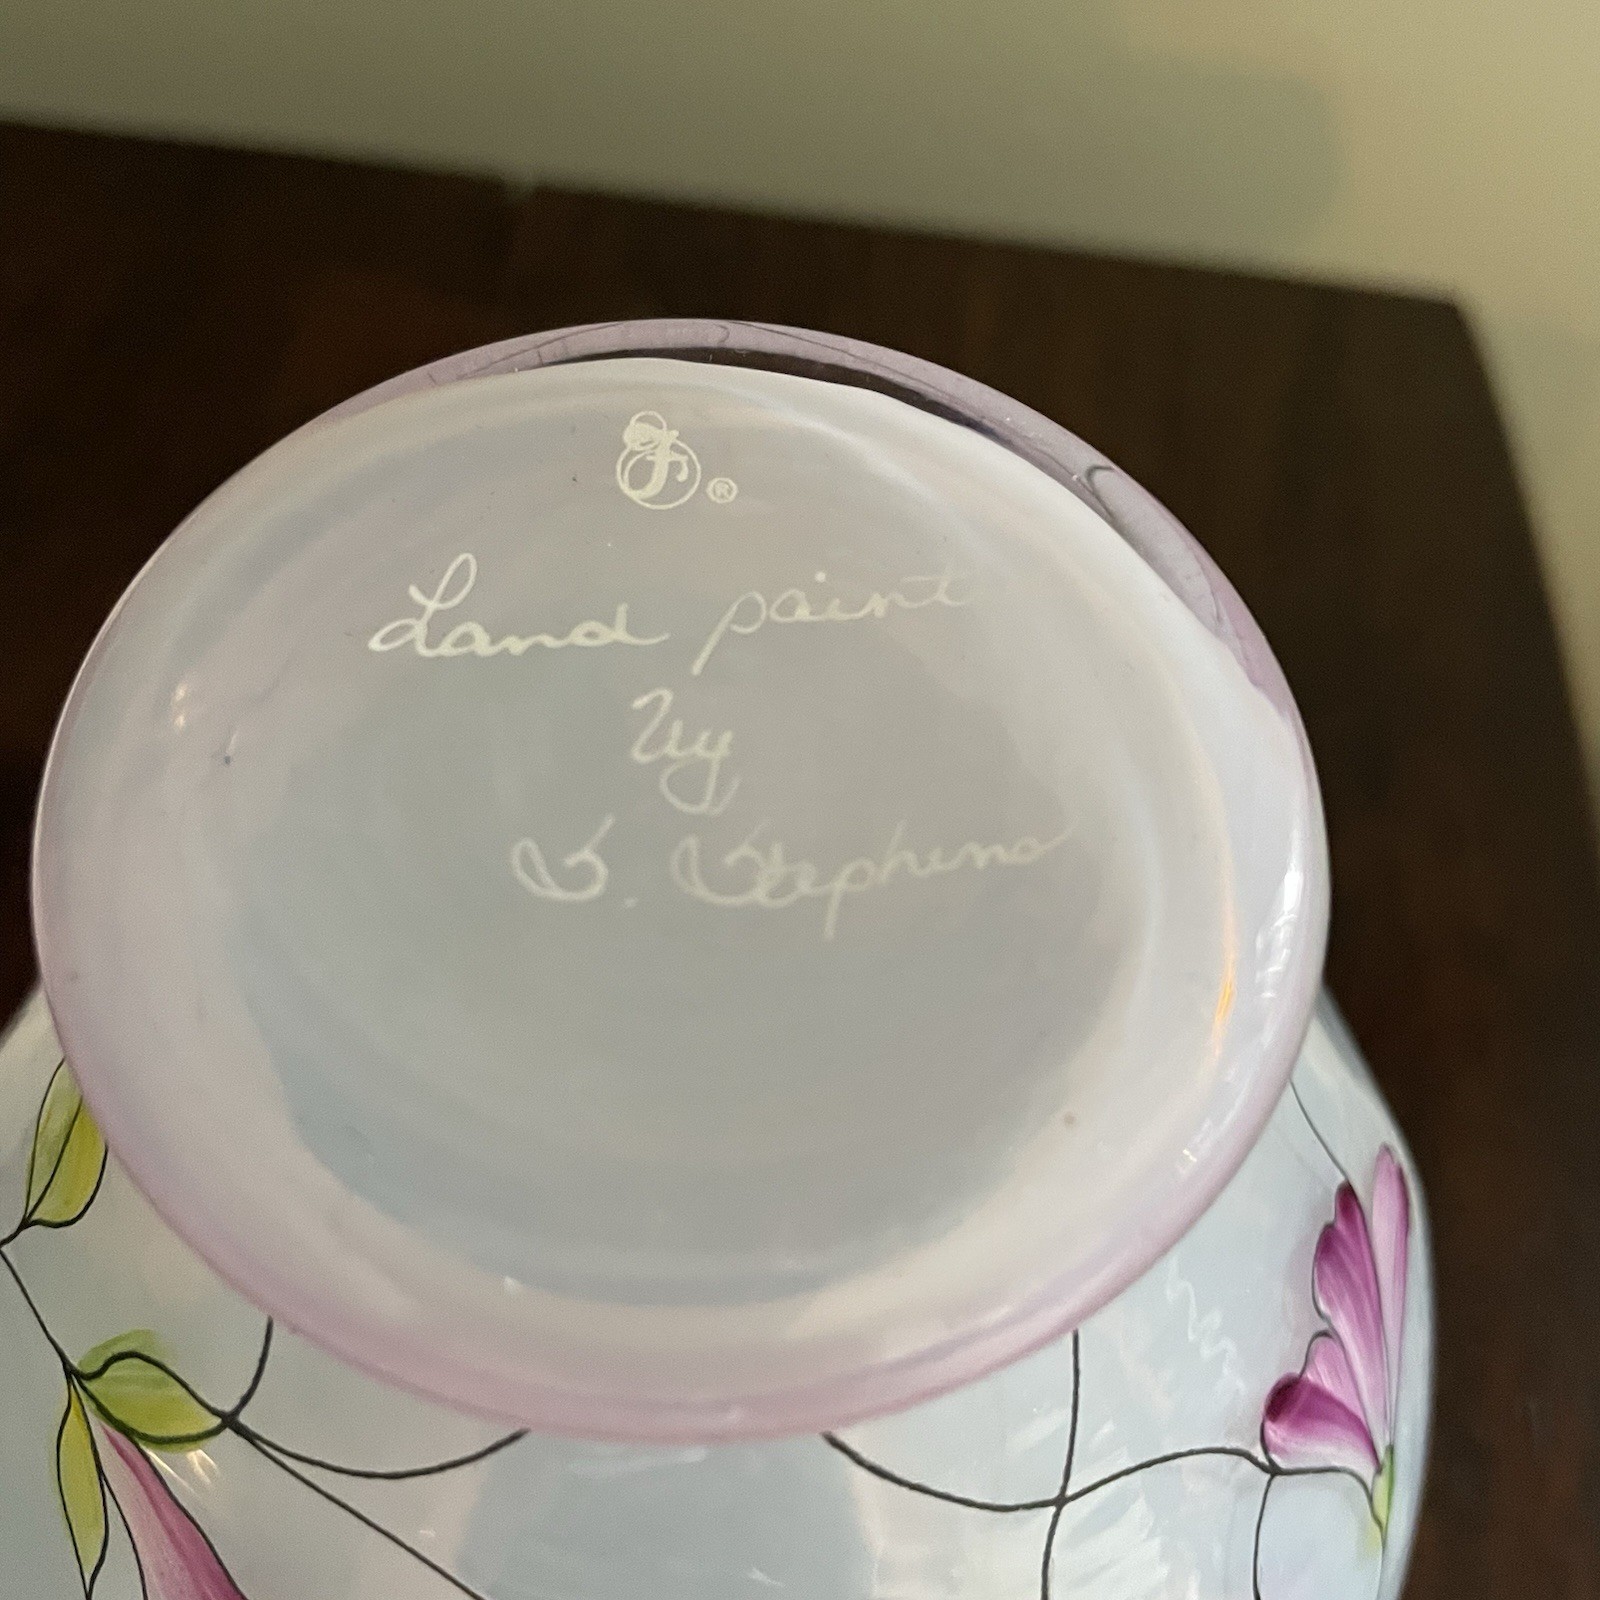 F ®
Hand paint
By
S. Stephens